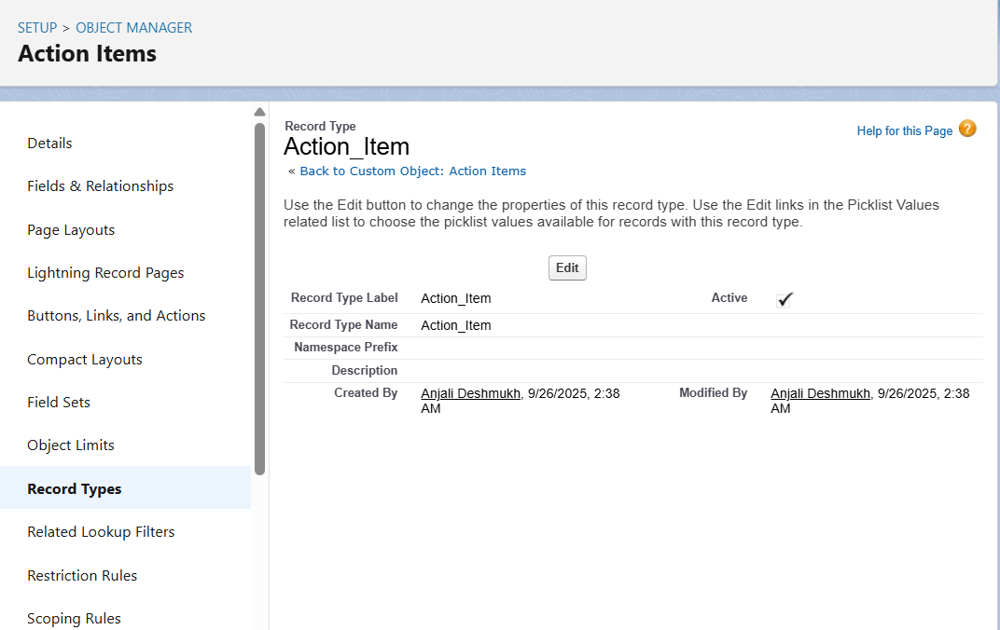 SETUP > OBJECT MANAGER
Action Items
Details
Fields & Relationships
Page Layouts
Lightning Record Pages
Buttons, Links, and Actions
Compact Layouts
Field Sets
Object Limits
Record Types
Related Lookup Filters
Restriction Rules
Scoping Rules
Record Type
Action_Item
Help for this Page ?
« Back to Custom Object: Action Items
Use the Edit button to change the properties of this record type. Use the Edit links in the Picklist Values
related list to choose the picklist values available for records with this record type.
Edit
Record Type Label Action_Item Active
Record Type Name Action_Item
Namespace Prefix
Description
Created By Anjali Deshmukh, 9/26/2025, 2:38
AM
Modified By Anjali Deshmukh, 9/26/2025, 2:38
AM